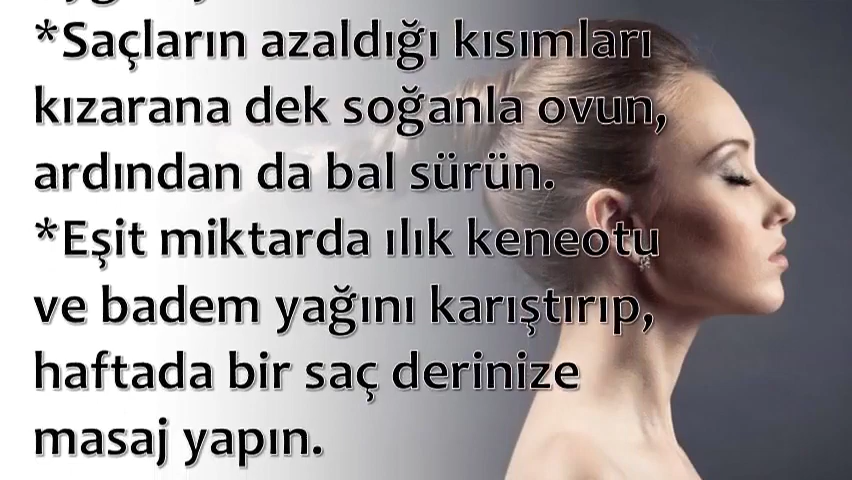 *Saçların azaldığı kısımları
kızarana dek soğanla ovun,
ardından da bal sürün.
*Eşit miktarda ılık keneotu
ve badem yağını karıştırıp,
haftada bir saç derinize
masaj yapın.